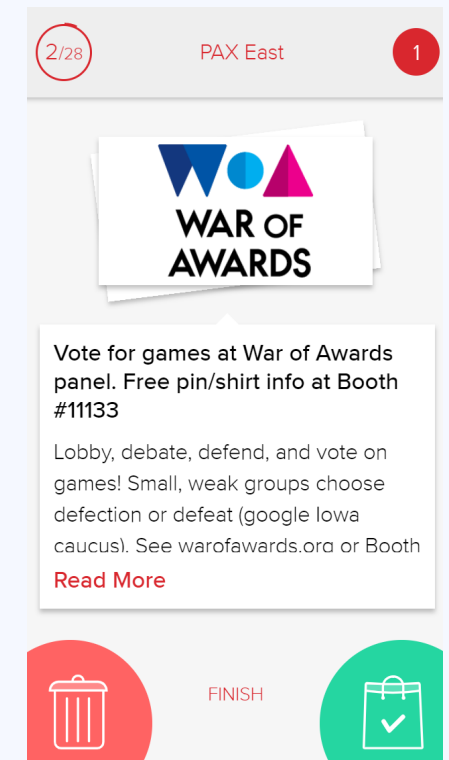 2/28
PAX East
1
WOA
WAR OF
AWARDS
Vote for games at War of Awards
panel. Free pin/shirt info at Booth
#11133
Lobby, debate, defend, and vote on
games! Small, weak groups choose
defection or defeat (google Iowa
caucus). See warofawards.org or Booth
Read More
FINISH